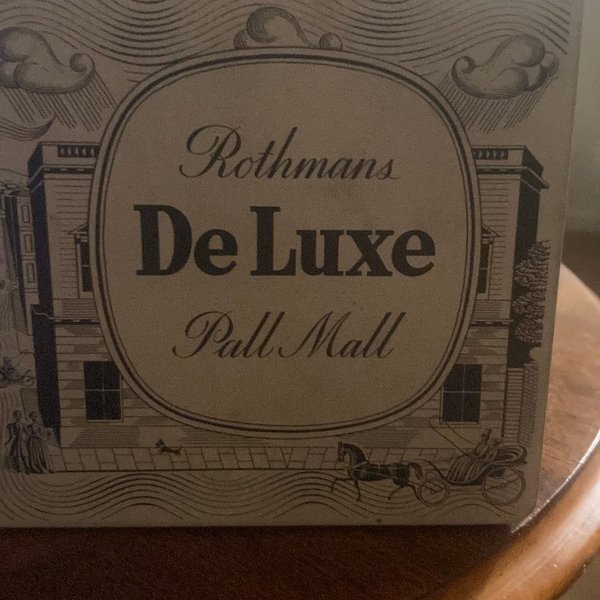 Rothmans
De Luxe
Pall Mall